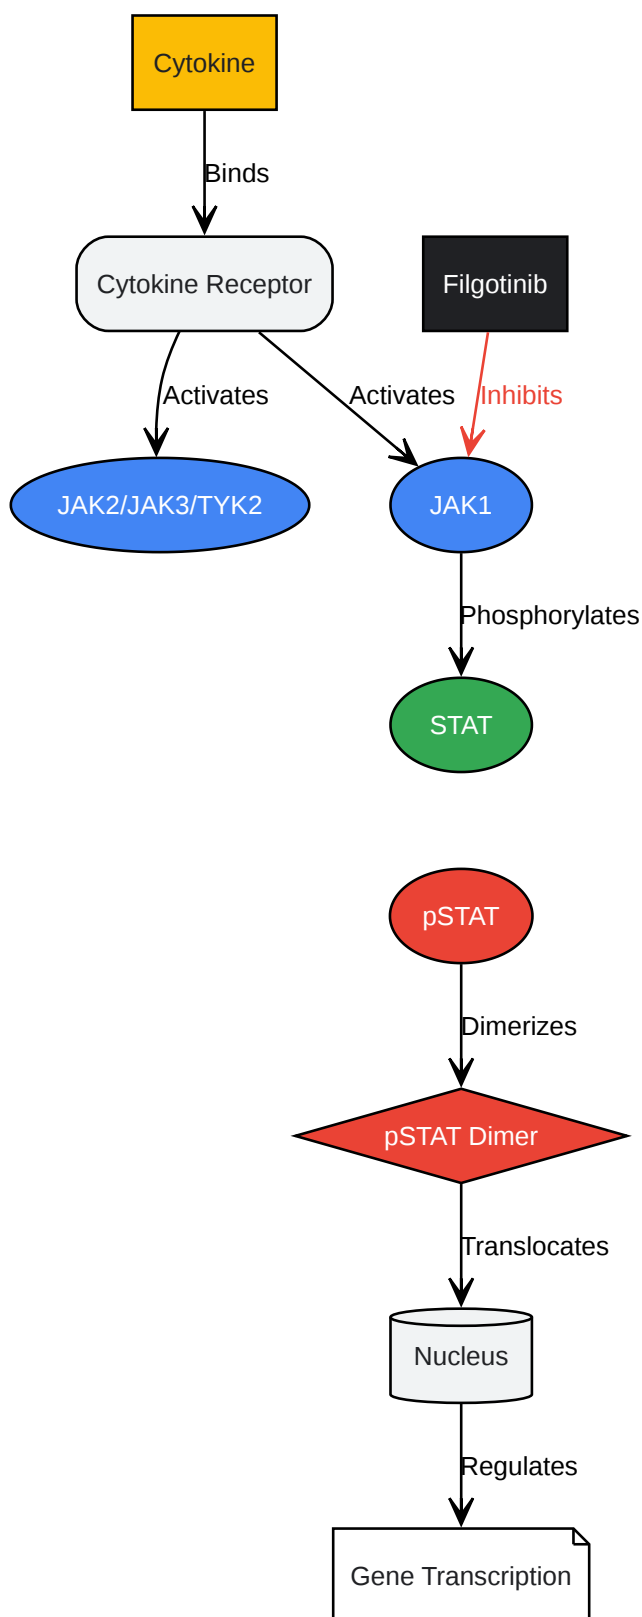 Cytokine
Binds
Cytokine Receptor
Filgotinib
Activates
Activates
Inhibits
JAK2/JAK3/TYK2
JAK1
Phosphorylates
STAT
pSTAT
Dimerizes
pSTAT Dimer
Translocates
Nucleus
Regulates
Gene Transcription